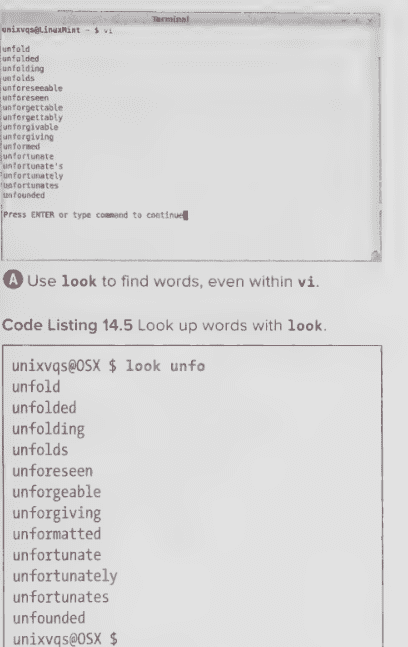 Terminal
unixvqs@LinuxMint ~ $ vi
unfold
unfolded
unfolding
unfolds
unforeseeable
unforeseen
unforgettable
unforgettably
unforgivable
unforgiving
unformed
unfortunate
unfortunate's
unfortunately
unfortunates
unfounded
Press ENTER or type command to continue
A Use look to find words, even within vi.
Code Listing 14.5 Look up words with look.
unixvqs@OSX $ look unfo
unfold
unfolded
unfolding
unfolds
unforeseen
unforgeable
unforgiving
unformatted
unfortunate
unfortunately
unfortunates
unfounded
unixvqs@OSX $